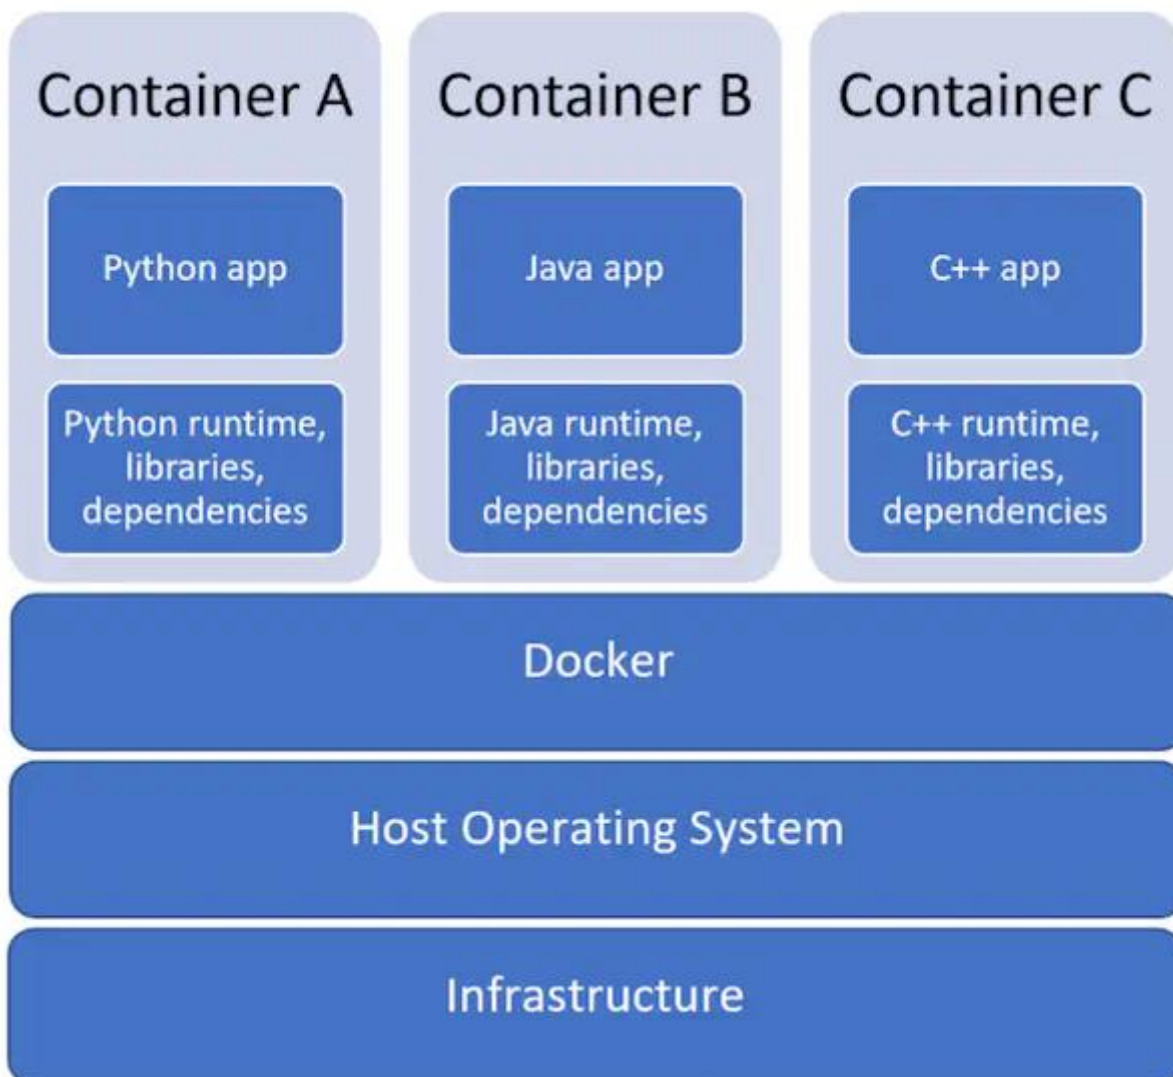 Container A
Container B
Container C
Python app
Java app
C++ app
Python runtime,
libraries,
dependencies
Java runtime,
libraries,
dependencies
C++ runtime,
libraries,
dependencies
Docker
Host Operating System
Infrastructure